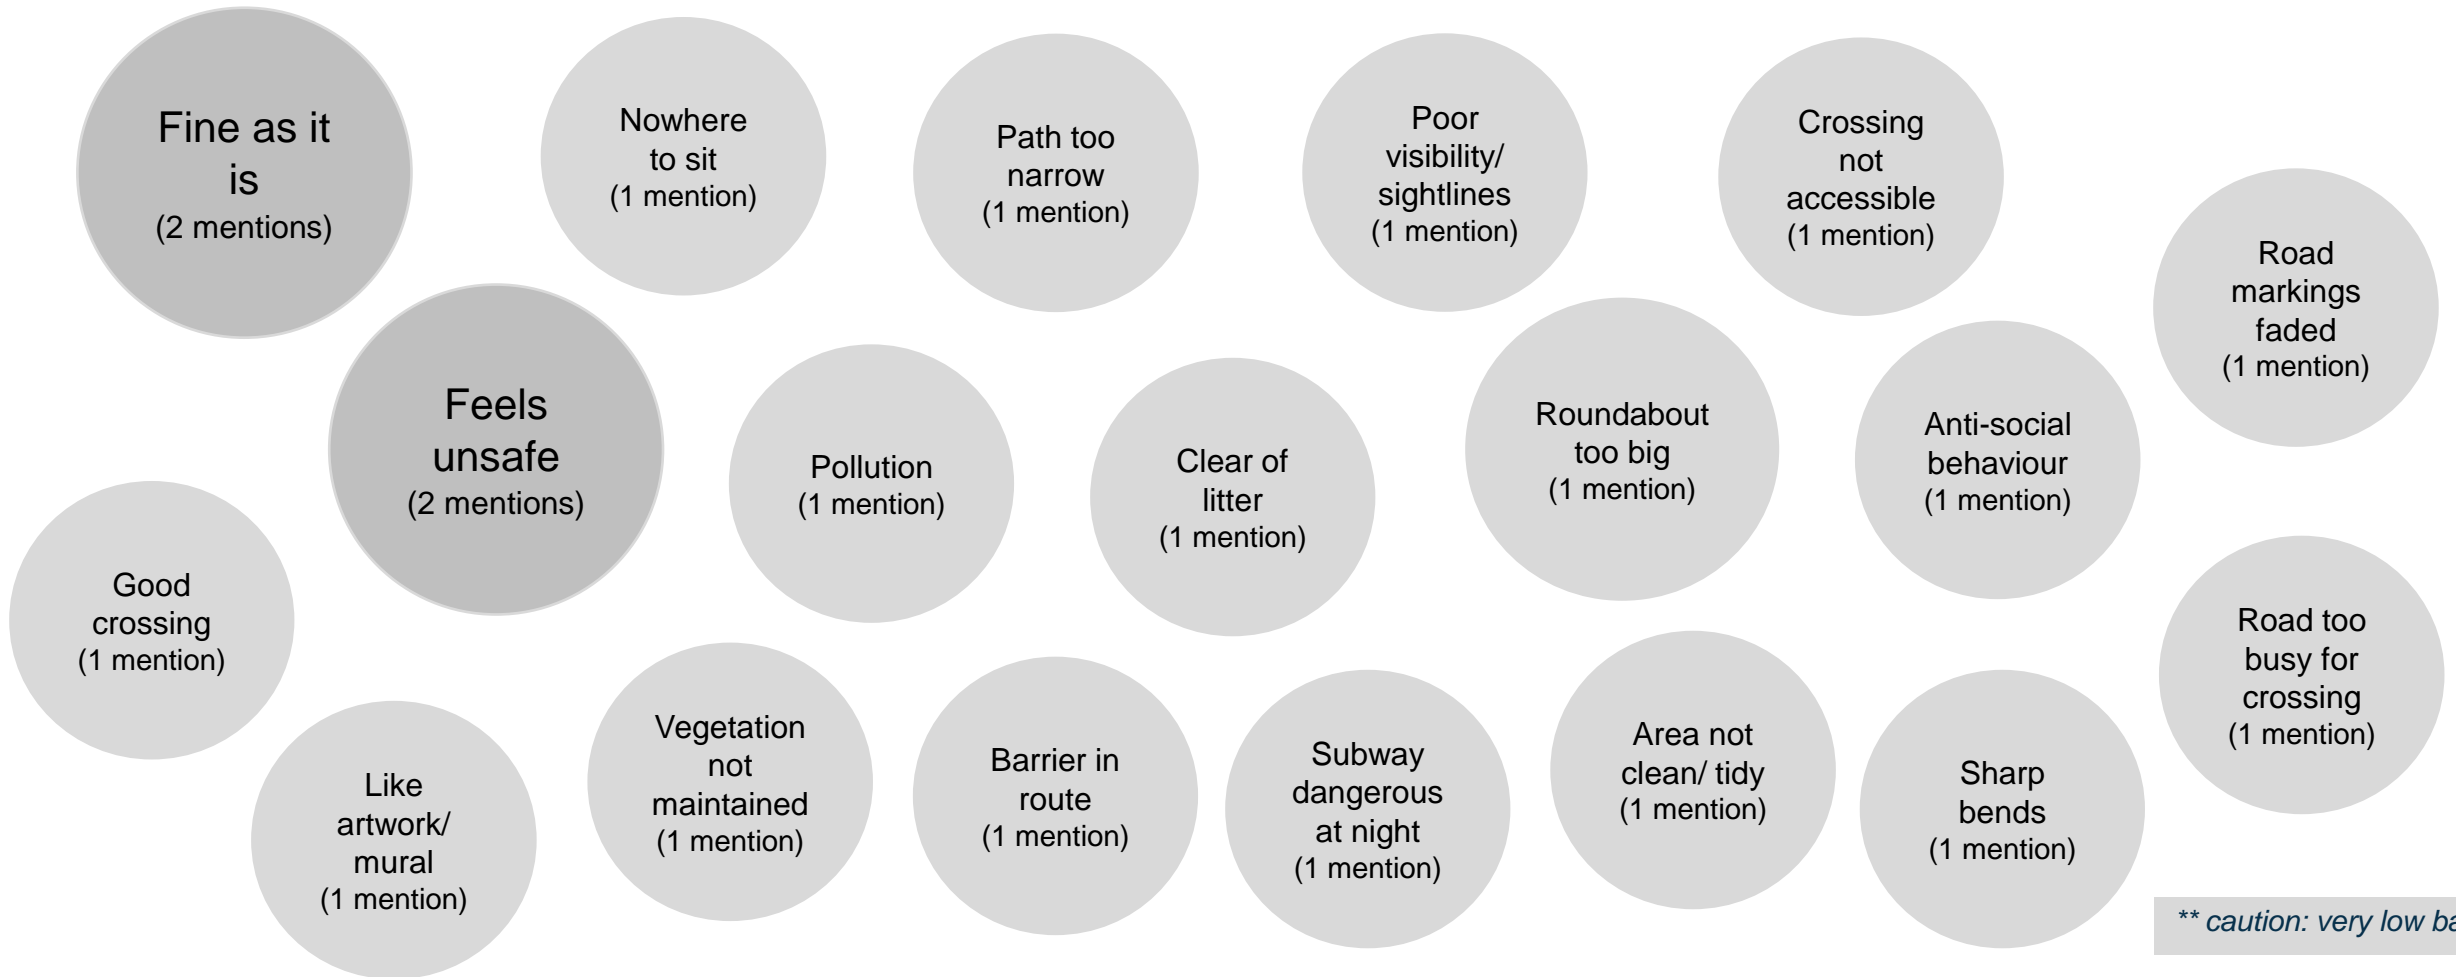 Fine as it
is
(2 mentions)
Nowhere
to sit
(1 mention)
Path too
narrow
(1 mention)
Poor
visibility/
sightlines
(1 mention)
Crossing
not
accessible
(1 mention)
Road
markings
faded
(1 mention)
Feels
unsafe
(2 mentions)
Pollution
(1 mention)
Clear of
litter
(1 mention)
Roundabout
too big
(1 mention)
Anti-social
behaviour
(1 mention)
Good
crossing
(1 mention)
Like
artwork/
mural
(1 mention)
Vegetation
not
maintained
(1 mention)
Barrier in
route
(1 mention)
Subway
dangerous
at night
(1 mention)
Area not
clean/ tidy
(1 mention)
Sharp
bends
(1 mention)
Road too
busy for
crossing
(1 mention)
** caution: very low